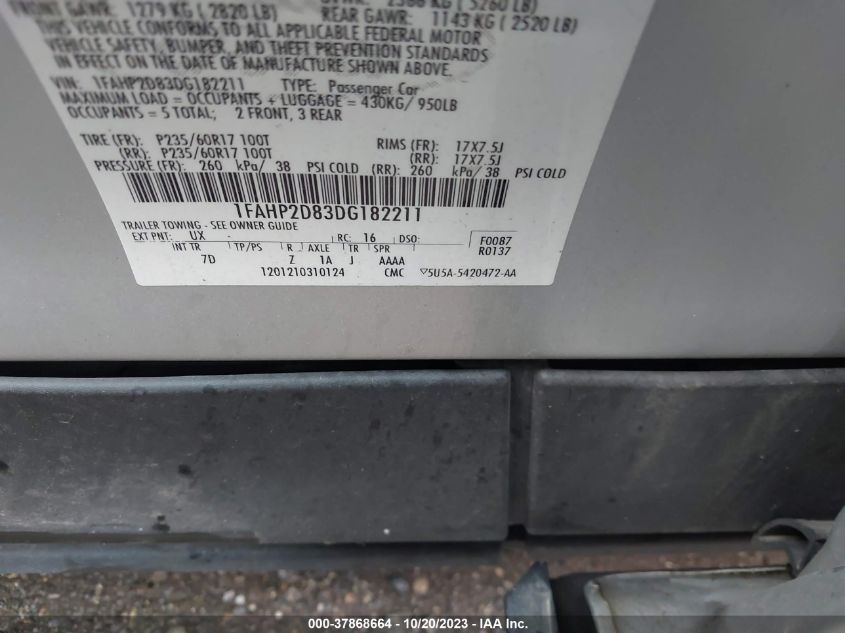 FRONT GAWR: 1279 KG ( 2820 LB)
KG ( 5260 LB)
REAR GAWR: 1143 KG ( 2520 LB)
THIS VEHICLE CONFORMS TO ALL APPLICABLE FEDERAL MOTOR
VEHICLE SAFETY, BUMPER, AND THEFT PREVENTION STANDARDS
IN EFFECT ON THE DATE OF MANUFACTURE SHOWN ABOVE.
VIN: 1FAHP2D83DG182211 TYPE: Passenger Car
MAXIMUM LOAD = OCCUPANTS + LUGGAGE = 430KG/ 950LB
OCCUPANTS = 5 TOTAL; 2 FRONT, 3 REAR
TIRE (FR): P235/60R17 100T RIMS (FR): 17X7.5J
(RR): P235/60R17 100T (RR): 17X7.5J
PRESSURE (FR): 260 kPa/ 38 PSI COLD (RR): 260 kPa/ 38 PSI COLD
1FAHP2D83DG182211
TRAILER TOWING - SEE OWNER GUIDE
EXT PNT: UX - RC: 16 DSO: F0087
INT TR TP/PS R AXLE TR SPR R0137
7D Z 1A J AAAA
1201210310124 CMC ▽5U5A-5420472-AA
000-37868664 - 10/20/2023 - IAA Inc.